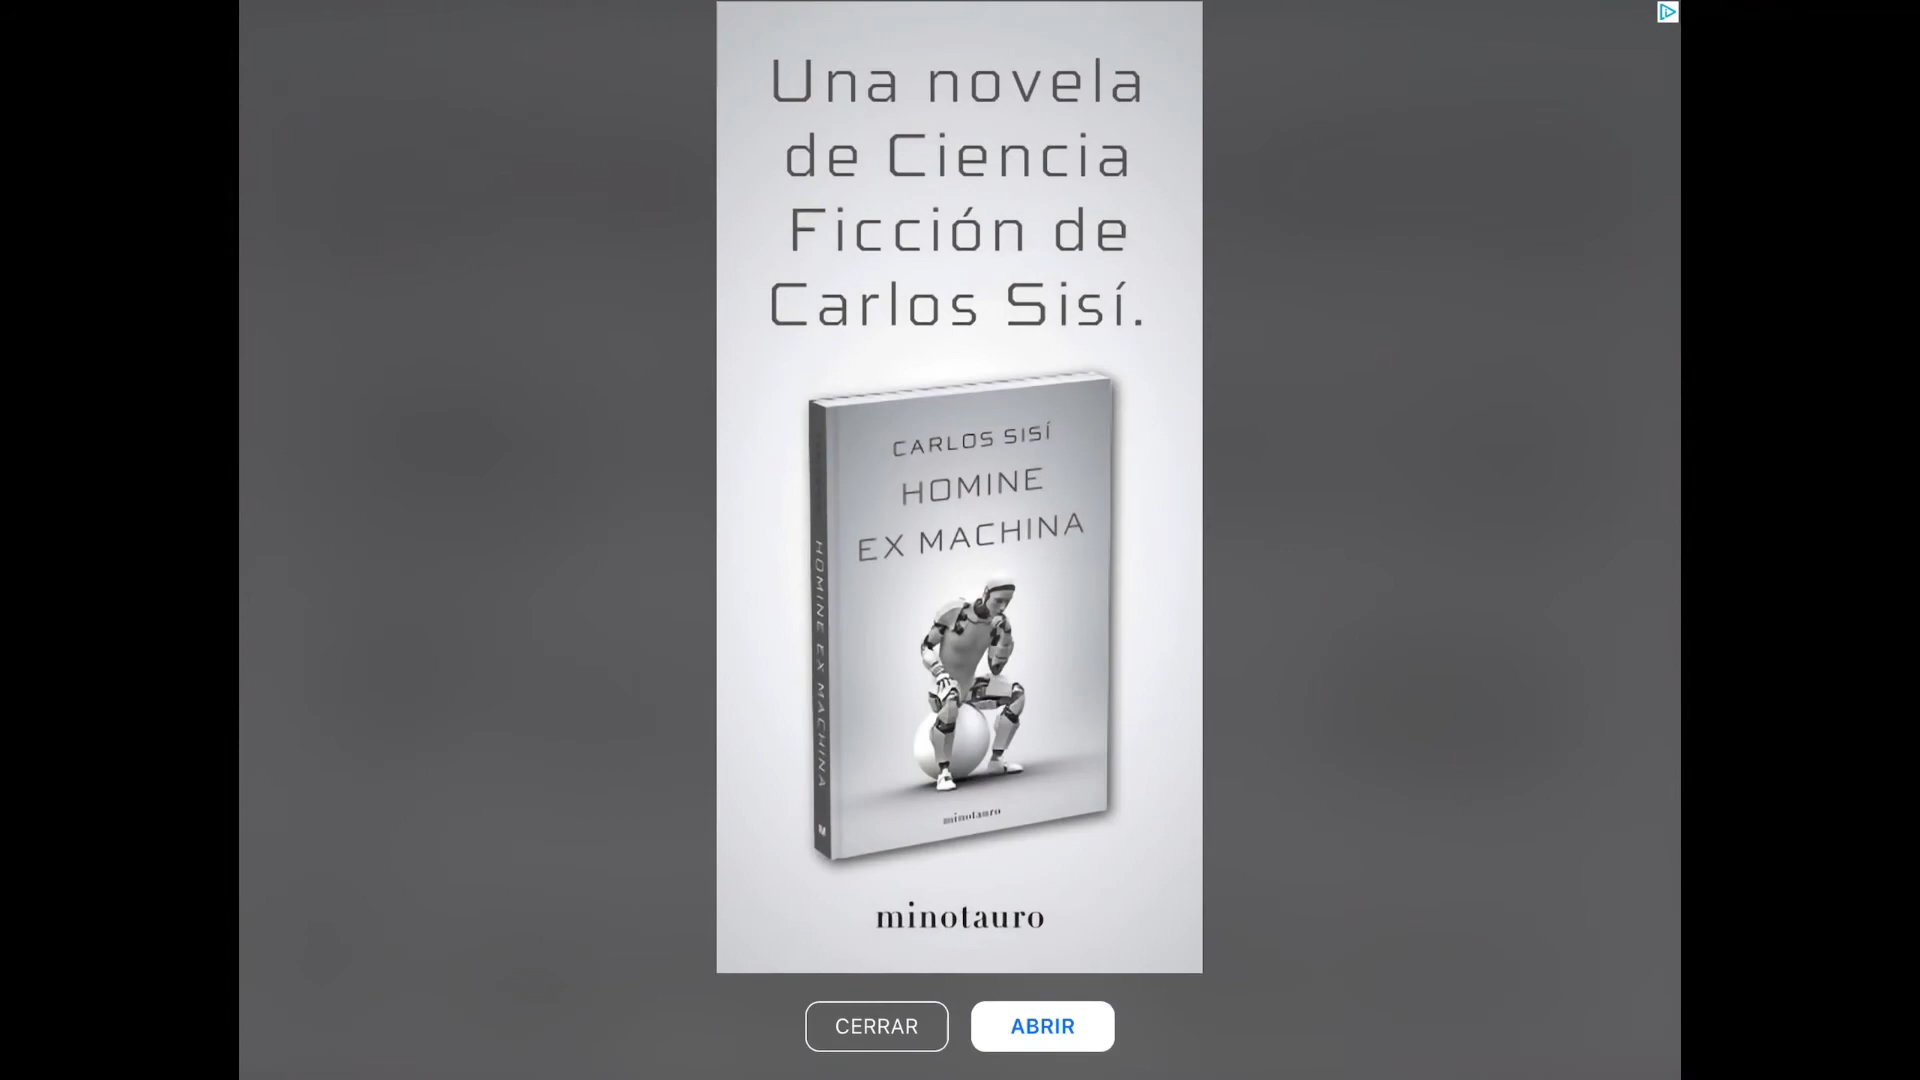 Una novela
de Ciencia
Ficción de
Carlos Sisí.
CARLOS SISÍ
HOMINE
EX MACHINA
HOMINE EX MACHINA
minotauro
minotauro
CERRAR
ABRIR